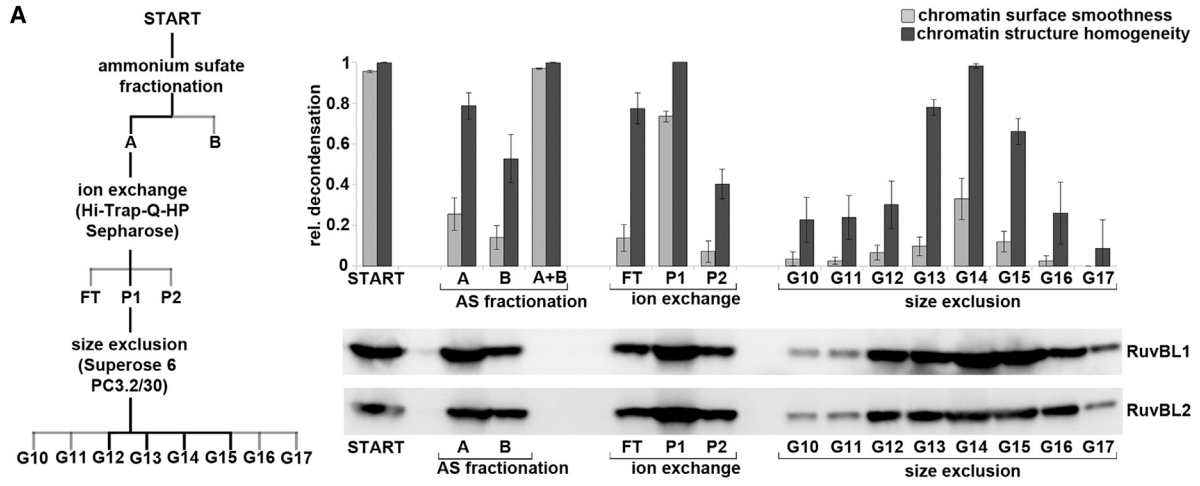 A
START
ammonium sufate
fractionation
A B
ion exchange
(Hi-Trap-Q-HP
Sepharose)
FT P1 P2
size exclusion
(Superose 6
PC3.2/30)
G10 G11 G12 G13 G14 G15 G16 G17
chromatin surface smoothness
chromatin structure homogeneity
rel. decondensation
1
0.8
0.6
0.4
0.2
0
START A B A+B FT P1 P2 G10 G11 G12 G13 G14 G15 G16 G17
AS fractionation ion exchange size exclusion
RuvBL1
RuvBL2
START A B FT P1 P2 G10 G11 G12 G13 G14 G15 G16 G17
AS fractionation ion exchange size exclusion